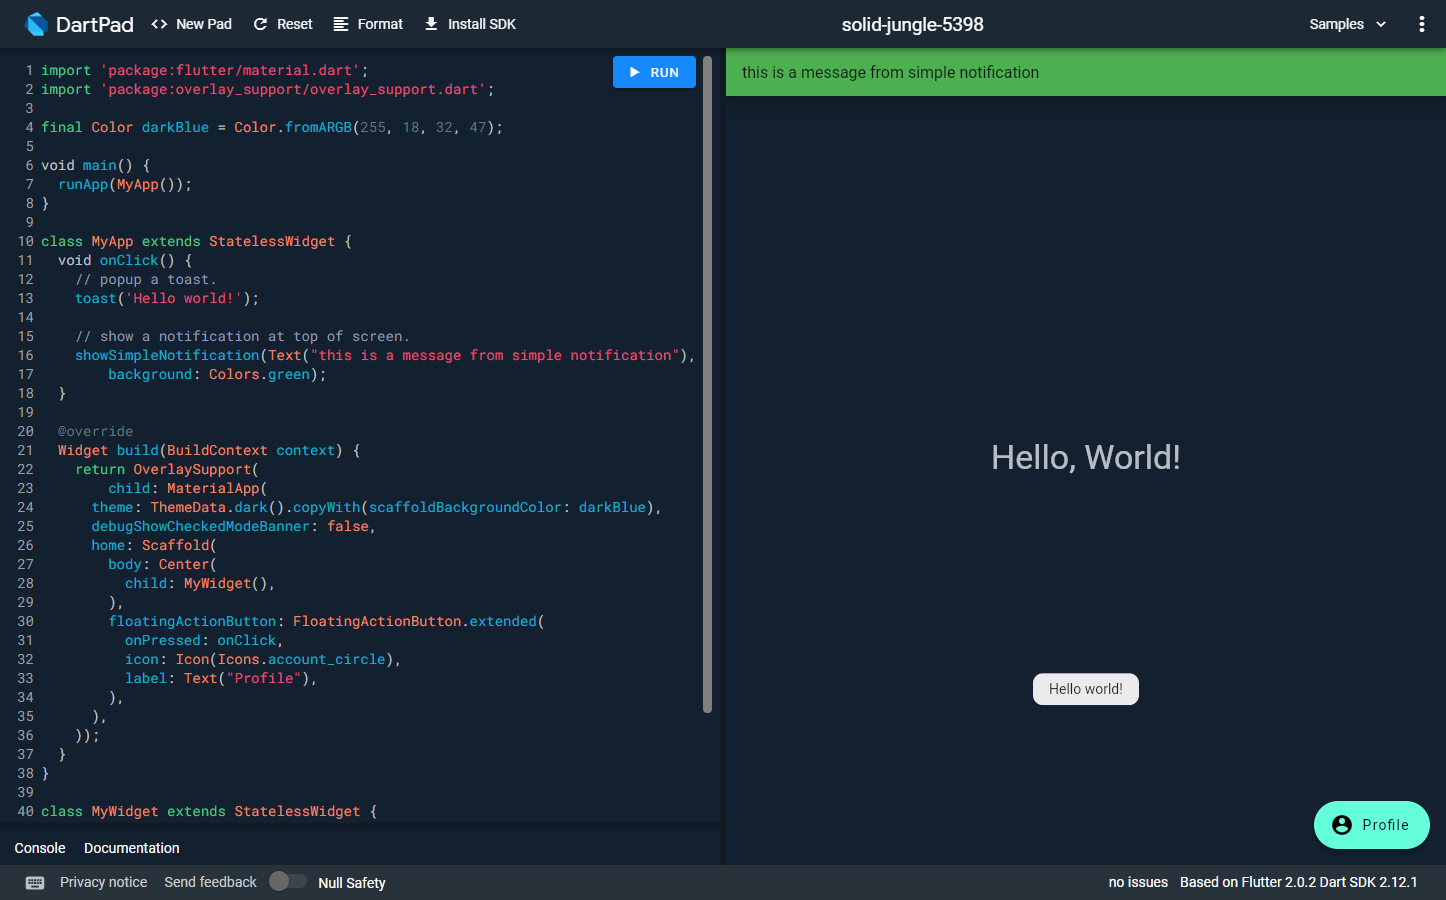 DartPad <> New Pad Reset Format Install SDK solid-jungle-5398 Samples
RUN
1 import 'package:flutter/material.dart';
2 import 'package:overlay_support/overlay_support.dart';
3
4 final Color darkBlue = Color.fromARGB(255, 18, 32, 47);
5
6 void main() {
7   runApp(MyApp());
8 }
9
10 class MyApp extends StatelessWidget {
11   void onClick() {
12     // popup a toast.
13     toast('Hello world!');
14
15     // show a notification at top of screen.
16     showSimpleNotification(Text("this is a message from simple notification"),
17         background: Colors.green);
18   }
19
20   @override
21   Widget build(BuildContext context) {
22     return OverlaySupport(
23         child: MaterialApp(
24       theme: ThemeData.dark().copyWith(scaffoldBackgroundColor: darkBlue),
25       debugShowCheckedModeBanner: false,
26       home: Scaffold(
27         body: Center(
28           child: MyWidget(),
29         ),
30         floatingActionButton: FloatingActionButton.extended(
31           onPressed: onClick,
32           icon: Icon(Icons.account_circle),
33           label: Text("Profile"),
34         ),
35       ),
36     ));
37   }
38 }
39
40 class MyWidget extends StatelessWidget {
this is a message from simple notification
Hello, World!
Hello world!
Profile
Console Documentation
Privacy notice Send feedback Null Safety no issues Based on Flutter 2.0.2 Dart SDK 2.12.1